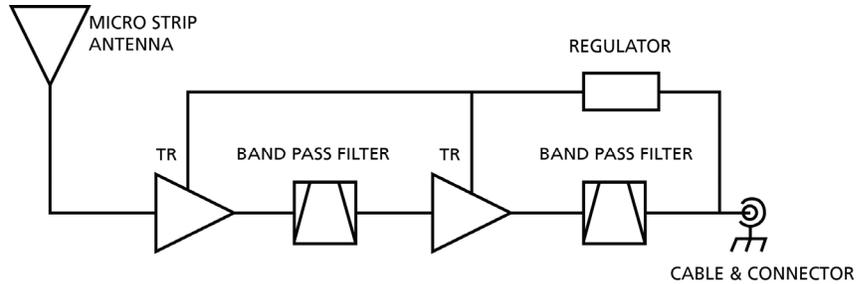 MICRO STRIP
ANTENNA
REGULATOR
TR
BAND PASS FILTER
TR
BAND PASS FILTER
CABLE & CONNECTOR